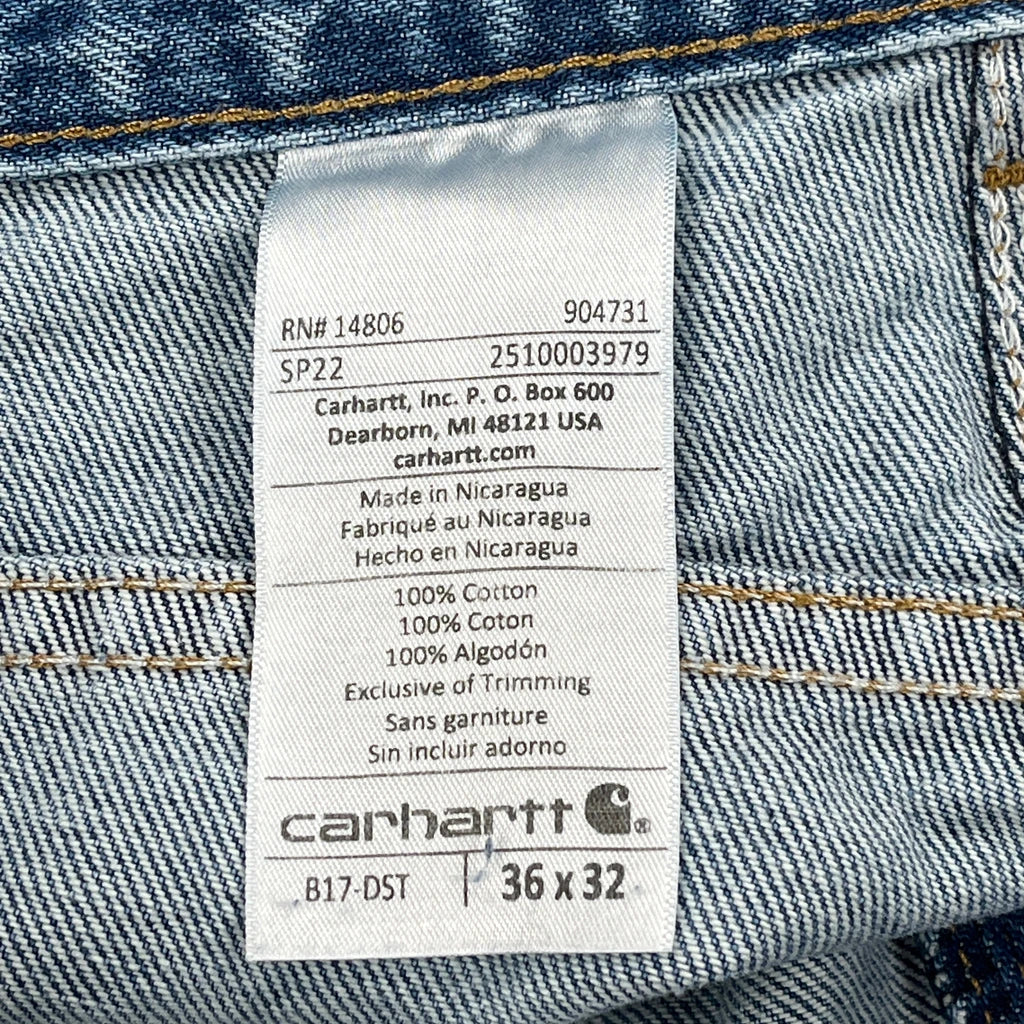 RN# 14806 904731
SP22 2510003979
Carhartt, Inc. P. O. Box 600
Dearborn, MI 48121 USA
carhartt.com
Made in Nicaragua
Fabriqué au Nicaragua
Hecho en Nicaragua
100% Cotton
100% Coton
100% Algodón
Exclusive of Trimming
Sans garniture
Sin incluir adorno
carhartt ®
B17-DST | 36 x 32